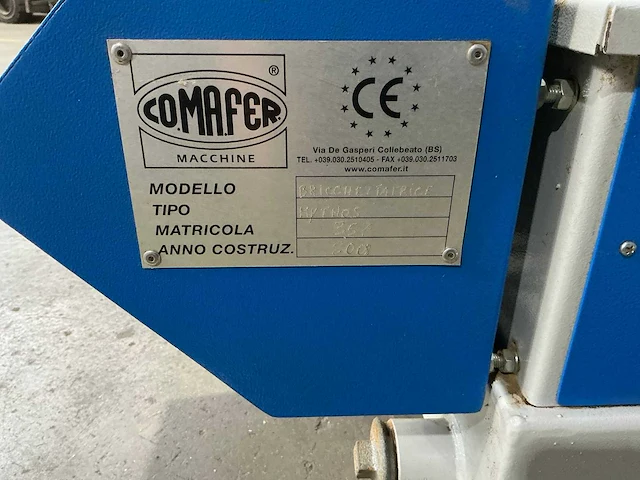 CO.MA.FER. ®
MACCHINE
CE
Via De Gasperi Collebeato (BS)
TEL. +039.030.2510405 - FAX +039.030.2511703
www.comafer.it
MODELLO BRICCHETTATRICE
TIPO
MATRICOLA
ANNO COSTRUZ.